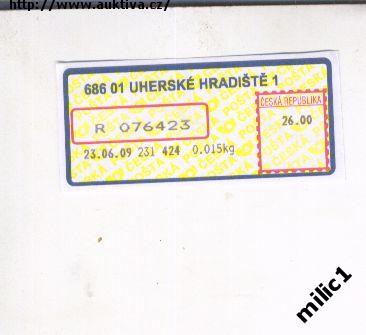 http://www.auktiva.cz/
686 01 UHERSKÉ HRADIŠTĚ 1
ČESKÁ REPUBLIKA
R 076423
26.00
23.06.09 231 424 0.015kg
milic1